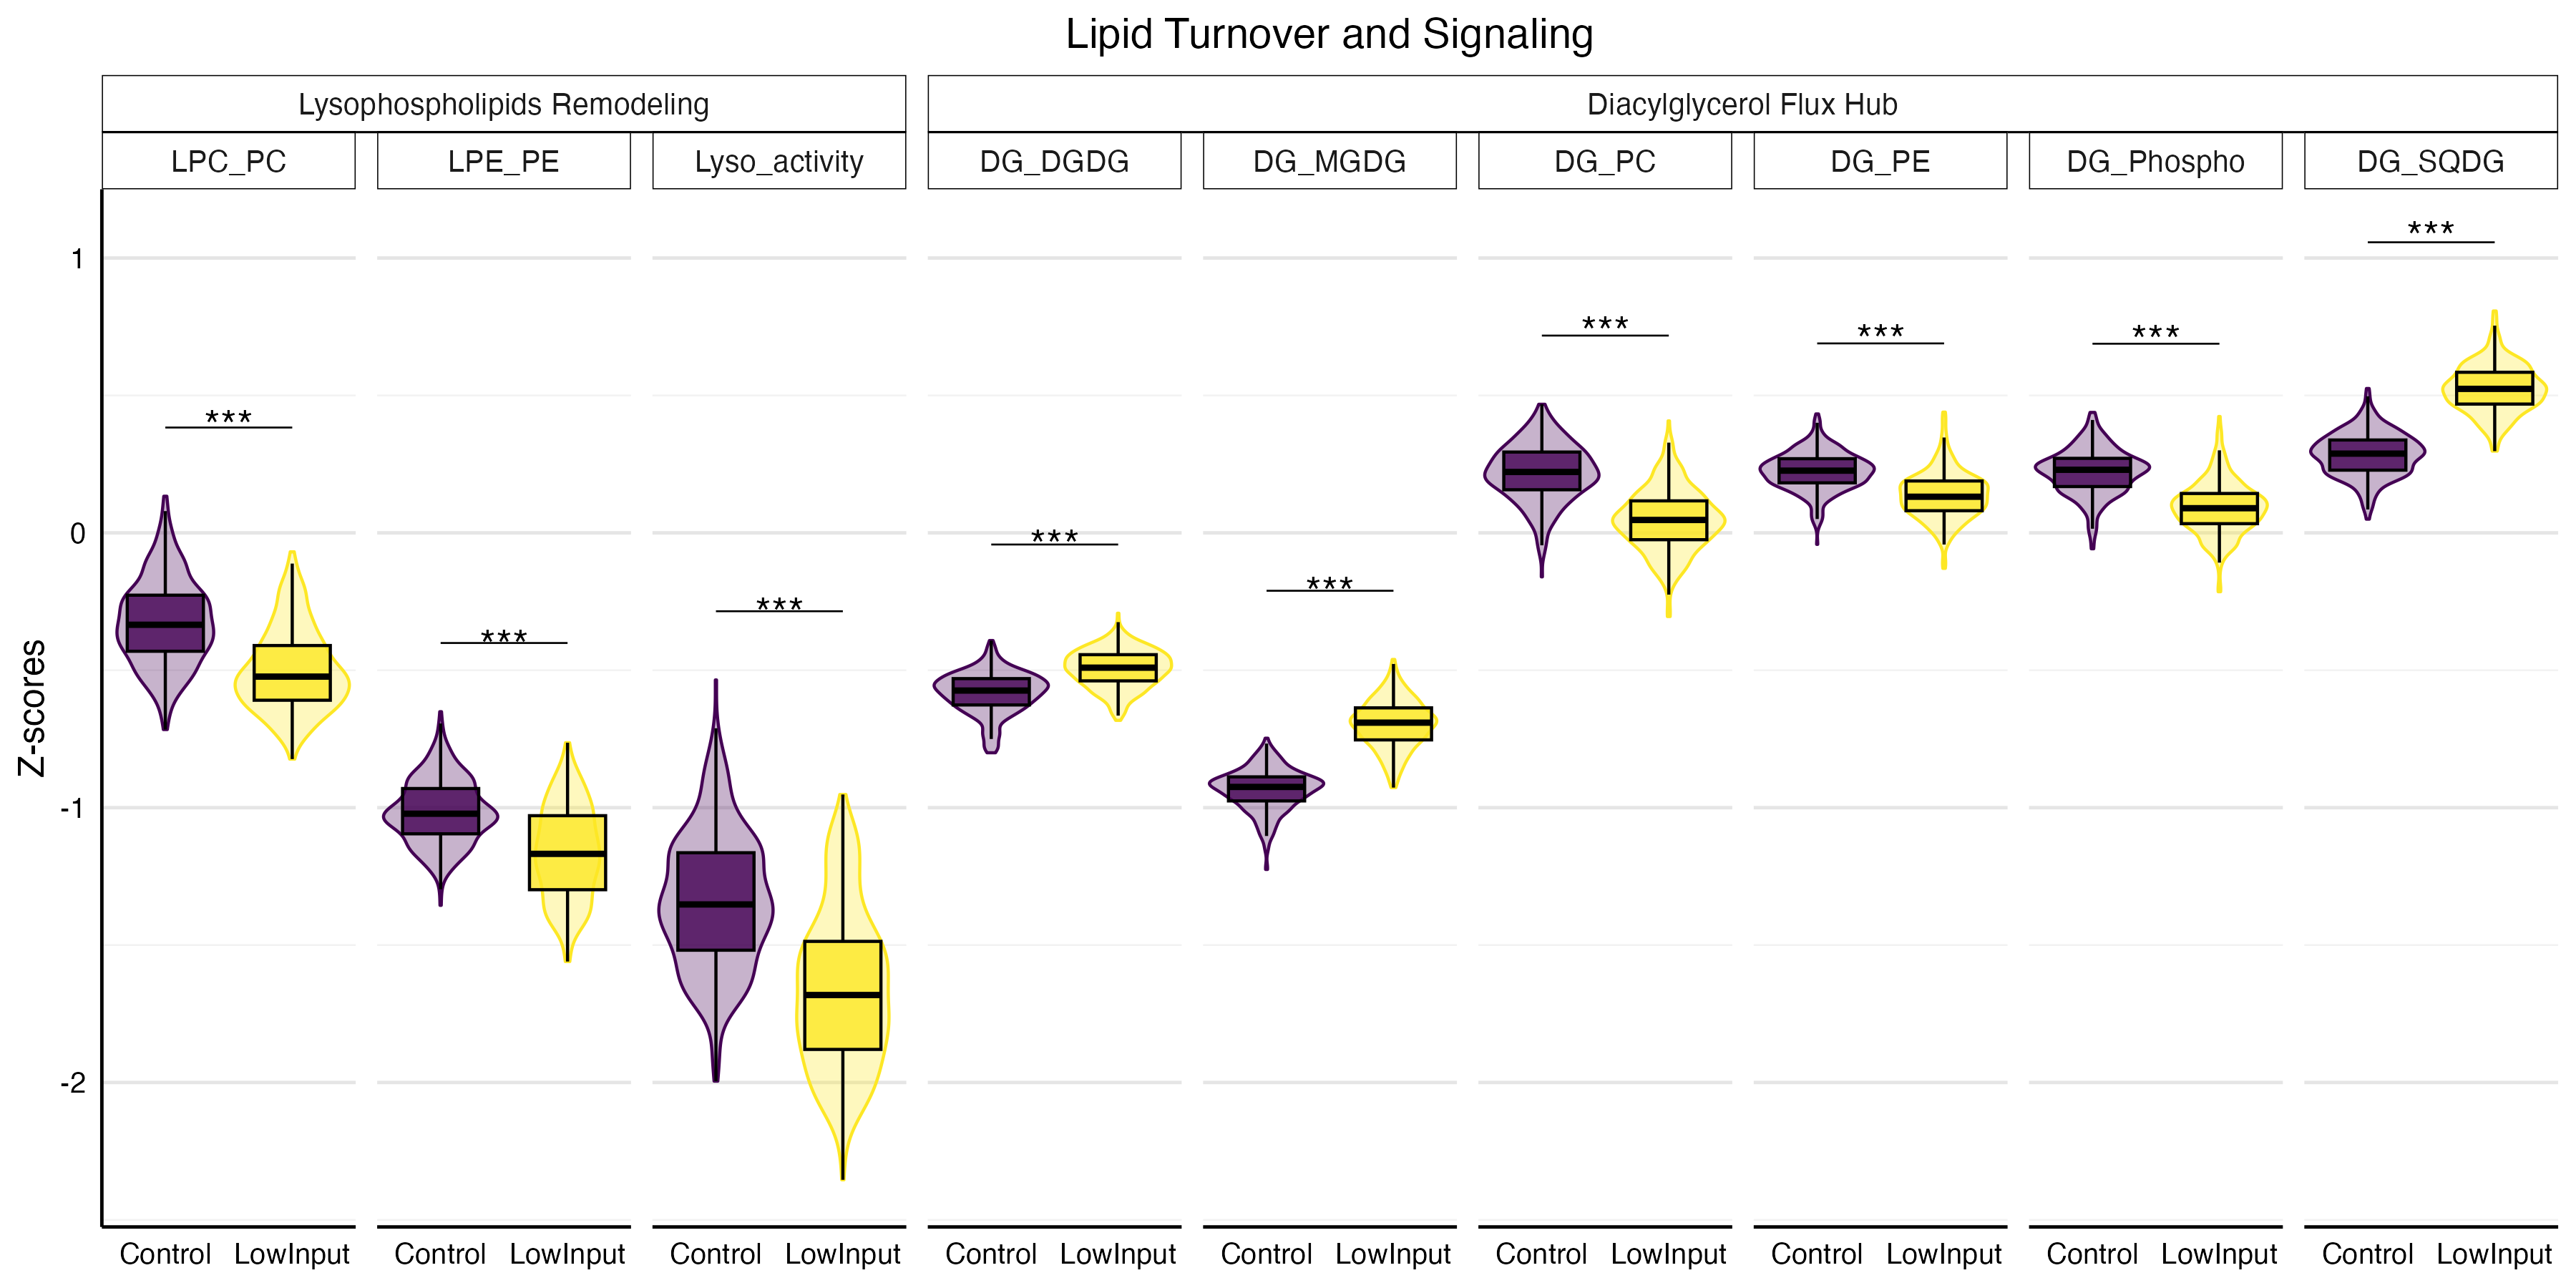 Lipid Turnover and Signaling
Lysophospholipids Remodeling Diacylglycerol Flux Hub
LPC_PC LPE_PE Lyso_activity DG_DGDG DG_MGDG DG_PC DG_PE DG_Phospho DG_SQDG
Z-scores
1
0
-1
-2
*** *** *** *** *** *** *** *** ***
Control LowInput Control LowInput Control LowInput Control LowInput Control LowInput Control LowInput Control LowInput Control LowInput Control LowInput